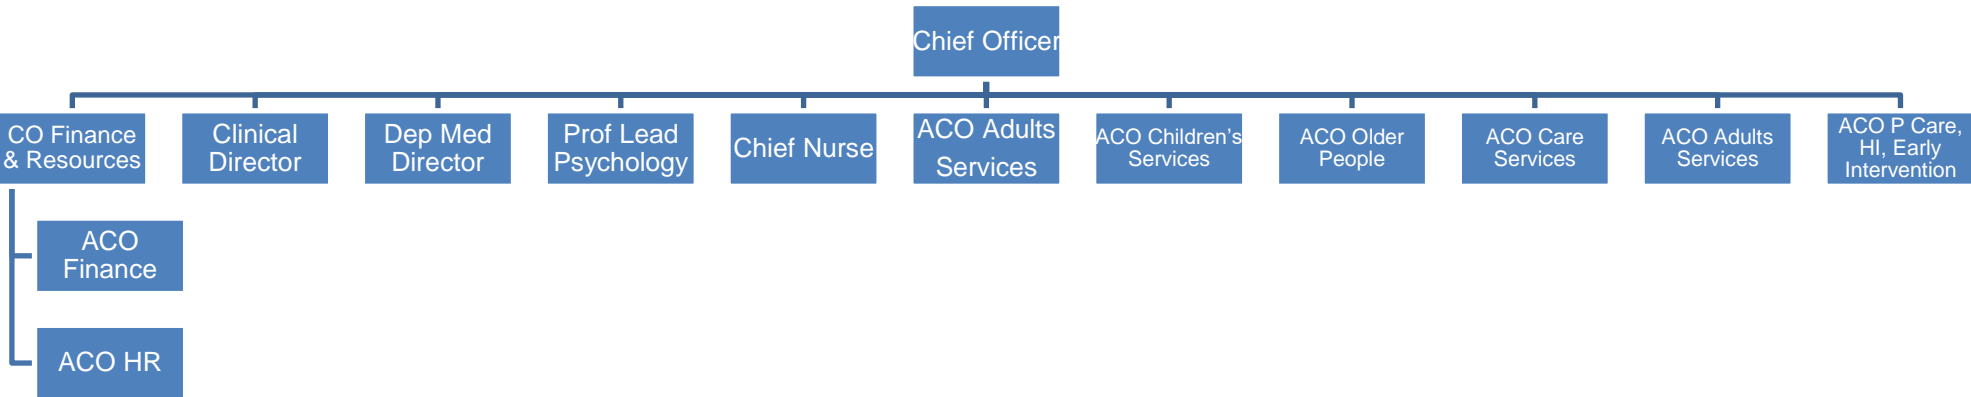 Chief Officer
CO Finance
& Resources
Clinical
Director
Dep Med
Director
Prof Lead
Psychology
Chief Nurse
ACO Adults
Services
ACO Children's
Services
ACO Older
People
ACO Care
Services
ACO Adults
Services
ACO P Care,
HI, Early
Intervention
ACO
Finance
ACO HR